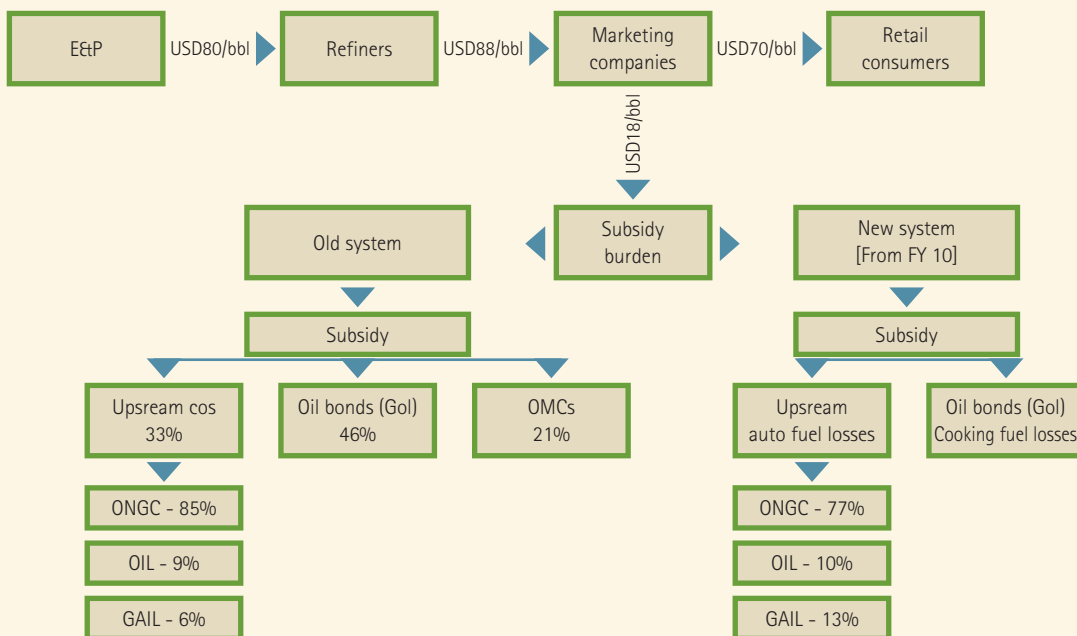 E&P
USD80/bbl
Refiners
USD88/bbl
Marketing
companies
USD70/bbl
Retail
consumers
USD18/bbl
Old system
Subsidy
burden
New system
[From FY 10]
Subsidy
Subsidy
Upsream cos
33%
Oil bonds (GoI)
46%
OMCs
21%
Upsream
auto fuel losses
Oil bonds (GoI)
Cooking fuel losses
ONGC - 85%
ONGC - 77%
OIL - 9%
OIL - 10%
GAIL - 6%
GAIL - 13%